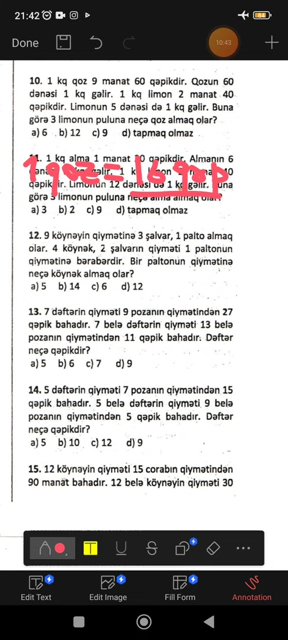 21:42
10:43
Done
10. 1 kq qoz 9 manat 60 qəpikdir. Qozun 60
dənəsi 1 kq gəlir. 1 kq limon 2 manat 40
qəpikdir. Limonun 5 dənəsi də 1 kq gəlir. Buna
görə 3 limonun puluna neçə qoz almaq olar?
a) 6 b) 12 c) 9 d) tapmaq olmaz
11. 1 kq alma 1 manat 20 qəpikdir. Almanın 6
gəlir. 1 kq
qəpikdir. Limonun 12 dənəsi də 1 kq gəlir. Buna
görə 3 limonun puluna neçə alma almaq olar?
a) 3 b) 2 c) 9 d) tapmaq olmaz
12. 9 köynəyin qiymətinə 3 şalvar, 1 palto almaq
olar. 4 köynək, 2 şalvarın qiyməti 1 paltonun
qiymətinə bərabərdir. Bir paltonun qiymətinə
neçə köynək almaq olar?
a) 5 b) 14 c) 6 d) 12
13. 7 dəftərin qiyməti 9 pozanın qiymətindən 27
qəpik bahadır. 7 belə dəftərin qiyməti 13 belə
pozanın qiymətindən 11 qəpik bahadır. Dəftər
neçə qəpikdir?
a) 5 b) 6 c) 7 d) 9
14. 5 dəftərin qiyməti 7 pozanın qiymətindən 15
qəpik bahadır. 5 belə dəftərin qiyməti 9 belə
pozanın qiymətindən 5 qəpik bahadır. Dəftər
neçə qəpikdir?
a) 5 b) 10 c) 12 d) 9
15. 12 köynəyin qiyməti 15 corabın qiymətindən
90 manat bahadır. 12 belə köynəyin qiyməti 30
Edit Text
Edit Image
Fill Form
Annotation